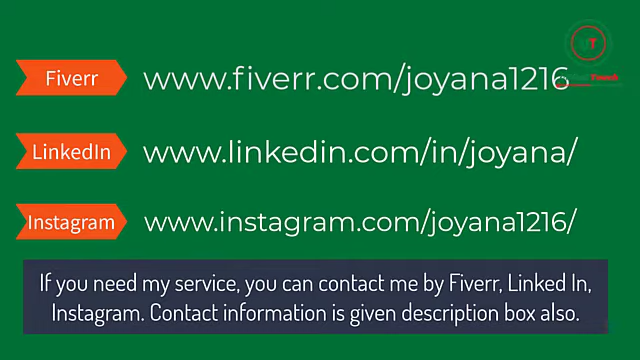 Fiverr www.fiverr.com/joyana1216
LinkedIn www.linkedin.com/in/joyana/
Instagram www.instagram.com/joyana1216/
If you need my service, you can contact me by Fiverr, Linked In,
Instagram. Contact information is given description box also.